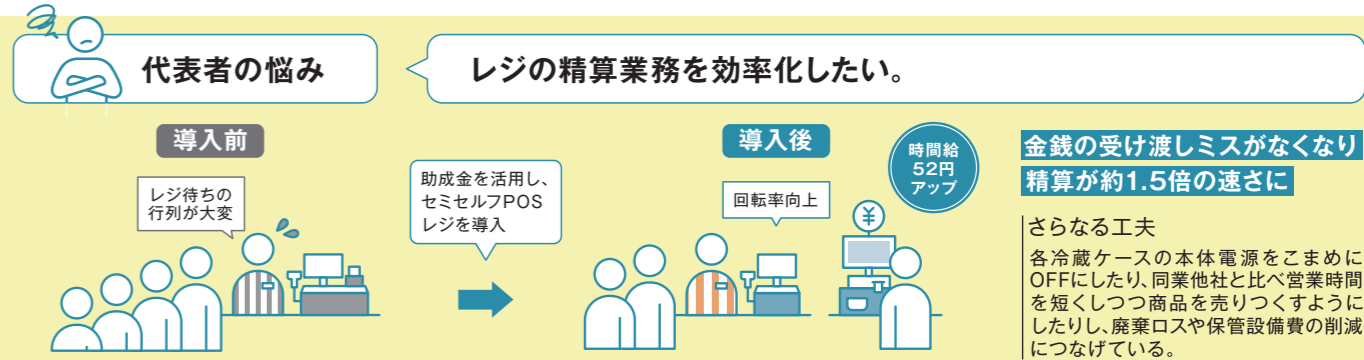 代表者の悩み
レジの精算業務を効率化したい。
導入前
レジ待ちの
行列が大変
助成金を活用し、
セミセルフPOS
レジを導入
導入後
回転率向上
時間給
52円
アップ
¥
金銭の受け渡しミスがなくなり
精算が約1.5倍の速さに
さらなる工夫
各冷蔵ケースの本体電源をこまめに
OFFにしたり、同業他社と比べ営業時間
を短くしつつ商品を売りつくすように
したりし、廃棄ロスや保管設備費の削減
につなげている。